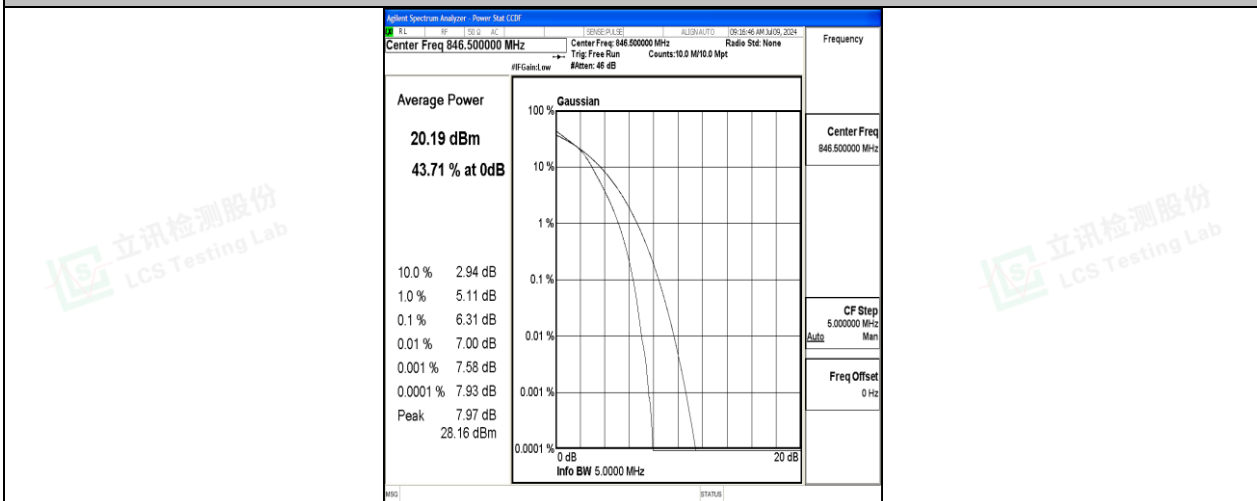 Agilent Spectrum Analyzer - Power Stat CCDF
RL RF 50 Ω AC SENSE:PULSE ALIGNAUTO 09:16:46 AM Jul 09, 2024
Center Freq 846.500000 MHz
Center Freq: 846.500000 MHz Radio Std: None
Trig: Free Run Counts:10.0 M/10.0 Mpt
#IFGain:Low #Atten: 46 dB
Frequency
Average Power
20.19 dBm
43.71 % at 0dB
10.0 % 2.94 dB
1.0 % 5.11 dB
0.1 % 6.31 dB
0.01 % 7.00 dB
0.001 % 7.58 dB
0.0001 % 7.93 dB
Peak 7.97 dB
28.16 dBm
Gaussian
100 %
10 %
1 %
0.1 %
0.01 %
0.001 %
0.0001 %
0 dB 20 dB
Info BW 5.0000 MHz
Center Freq
846.500000 MHz
CF Step
5.000000 MHz
Auto Man
Freq Offset
0 Hz
MSG STATUS
立讯检测股份
LCS Testing Lab
立讯检测股份
LCS Testing Lab